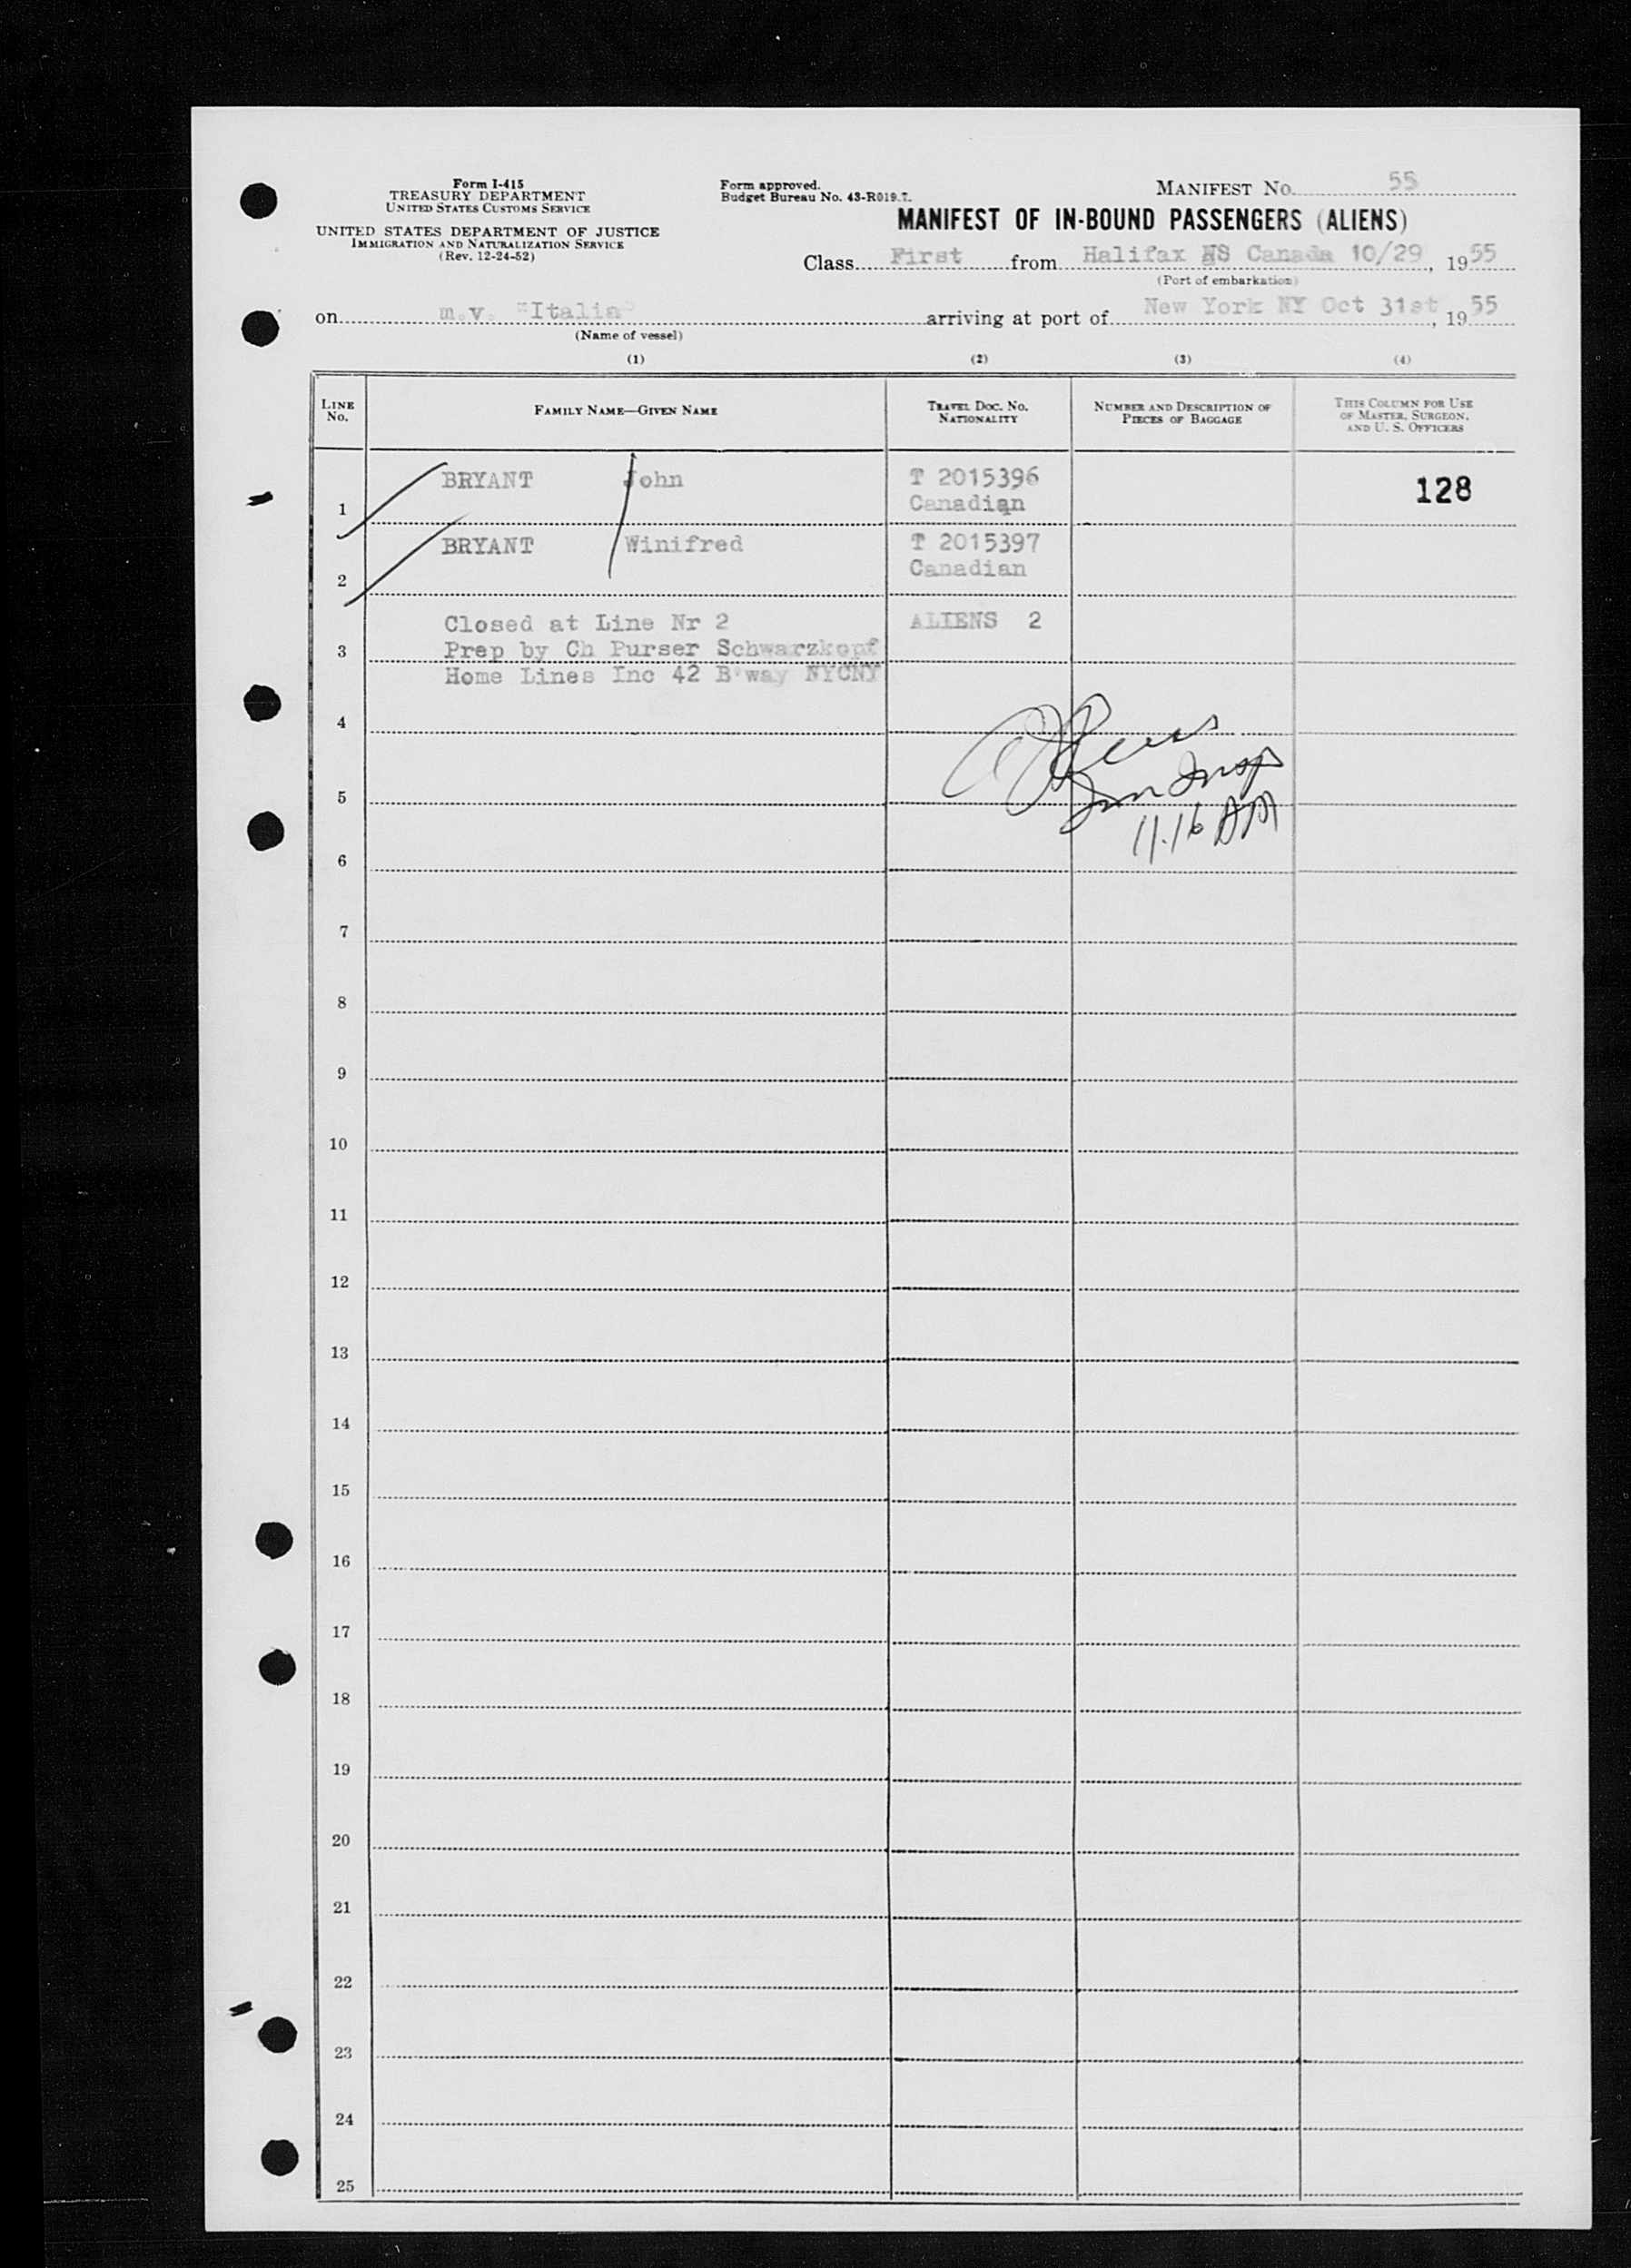 Form I-415
TREASURY DEPARTMENT
UNITED STATES CUSTOMS SERVICE
UNITED STATES DEPARTMENT OF JUSTICE
IMMIGRATION AND NATURALIZATION SERVICE
(Rev. 12-24-52)
Form approved.
Budget Bureau No. 43-R019.
MANIFEST No. 55
MANIFEST OF IN-BOUND PASSENGERS (ALIENS)
Class First from Halifax NS Canada 10/29, 1955
(Port of embarkation)
on m.v. "Italia" arriving at port of New York NY Oct 31st, 1955
(Name of vessel)
(1) (2) (3) (4)
LINE No. FAMILY NAME—GIVEN NAME TRAVEL DOC. No. NATIONALITY NUMBER AND DESCRIPTION OF PIECES OF BAGGAGE THIS COLUMN FOR USE OF MASTER, SURGEON, AND U. S. OFFICERS
1 BRYANT John T 2015396 Canadian 128
2 BRYANT Winifred T 2015397 Canadian
Closed at Line Nr 2 ALIENS 2
3 Prep by Ch Purser Schwarzkopf
Home Lines Inc 42 B'way NYCNY
4
5
11.16 AM
6
7
8
9
10
11
12
13
14
15
16
17
18
19
20
21
22
23
24
25